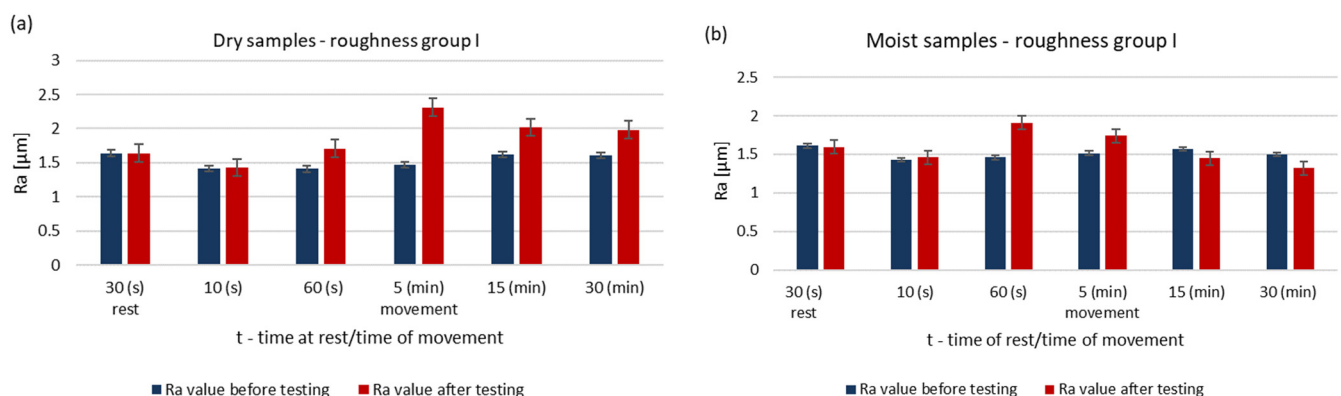 (a)
Dry samples - roughness group I
3
2.5
2
1.5
1
0.5
0
Ra [µm]
30 (s) 10 (s) 60 (s) 5 (min) 15 (min) 30 (min)
rest movement
t - time at rest/time of movement
Ra value before testing Ra value after testing
(b)
Moist samples - roughness group I
2.5
2
1.5
1
0.5
0
Ra [µm]
30 (s) 10 (s) 60 (s) 5 (min) 15 (min) 30 (min)
rest movement
t - time of rest/time of movement
Ra value before testing Ra value after testing